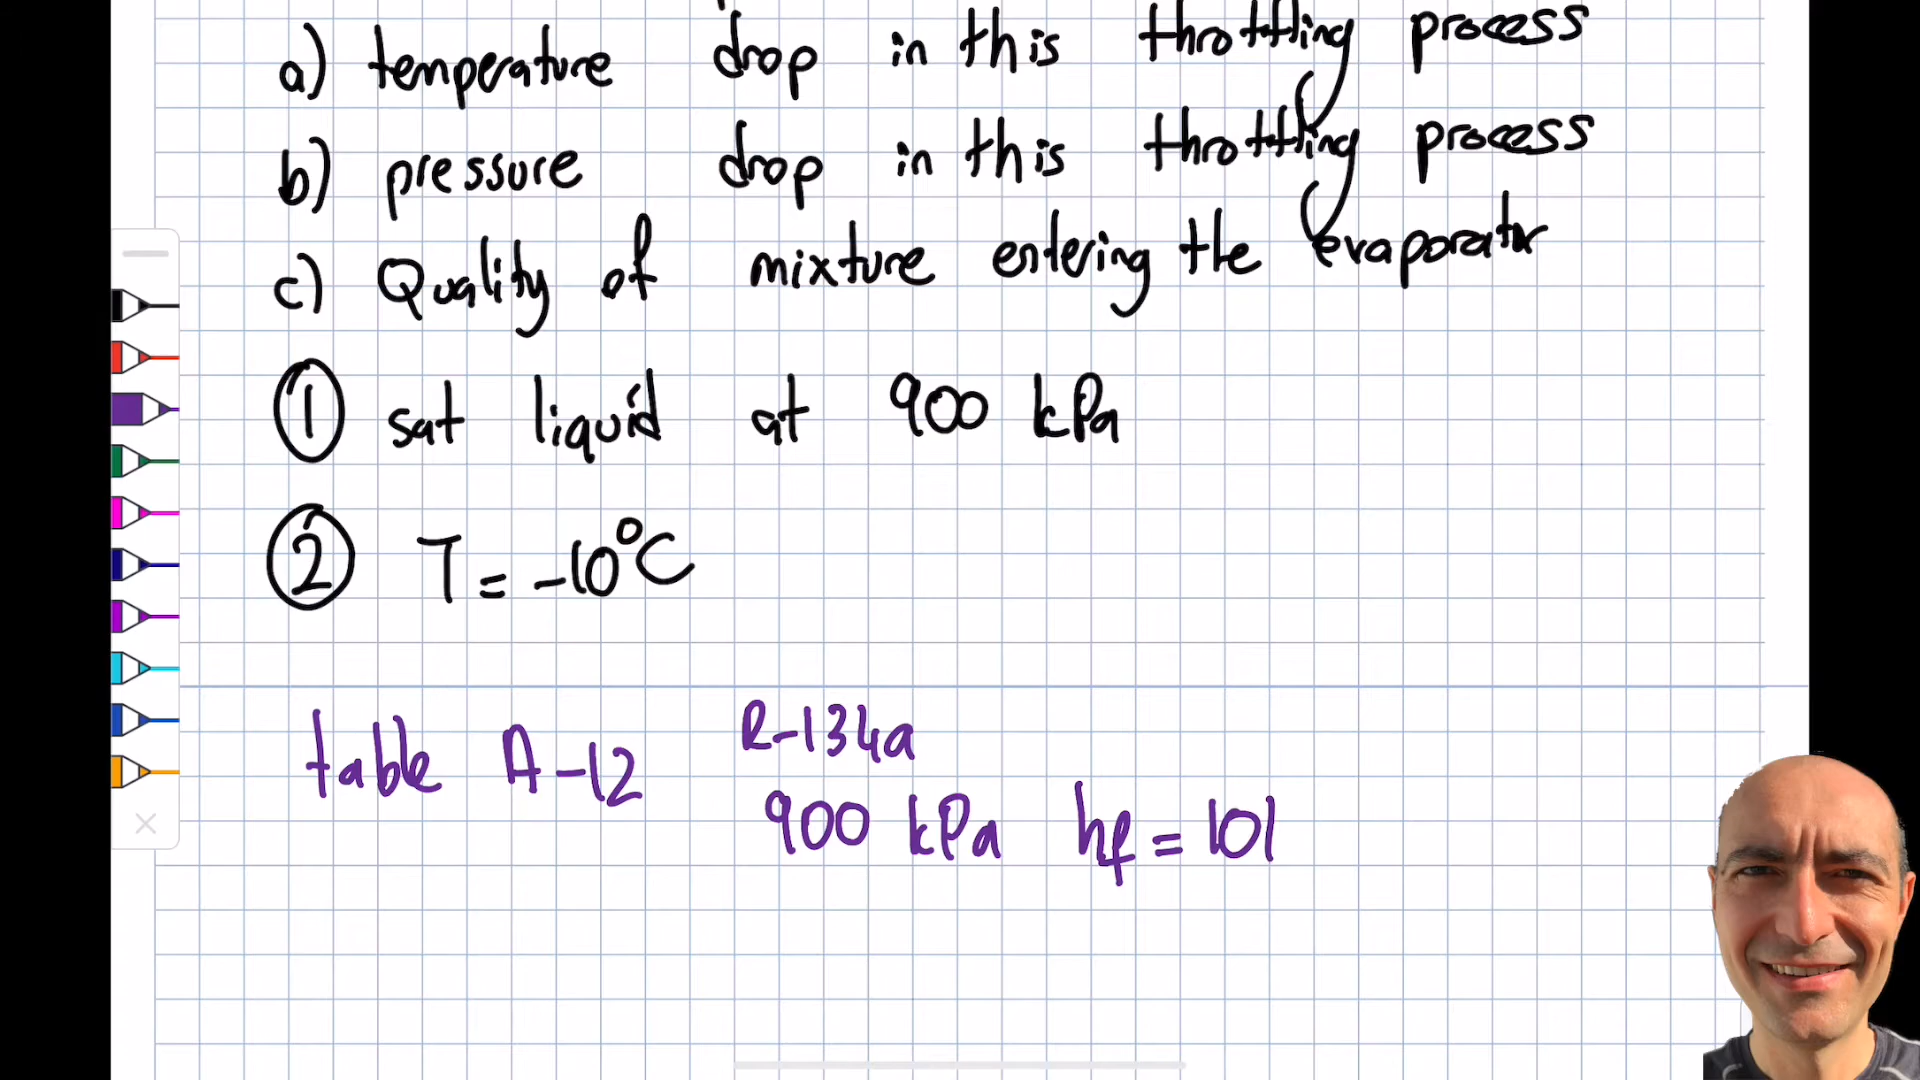 a) temperature drop in this throttling process
b) pressure drop in this throttling process
c) Quality of mixture entering the evaporator
① sat liquid at 900 kPa
② T = -10°C
table A-12 R-134a
900 kPa hf = 101